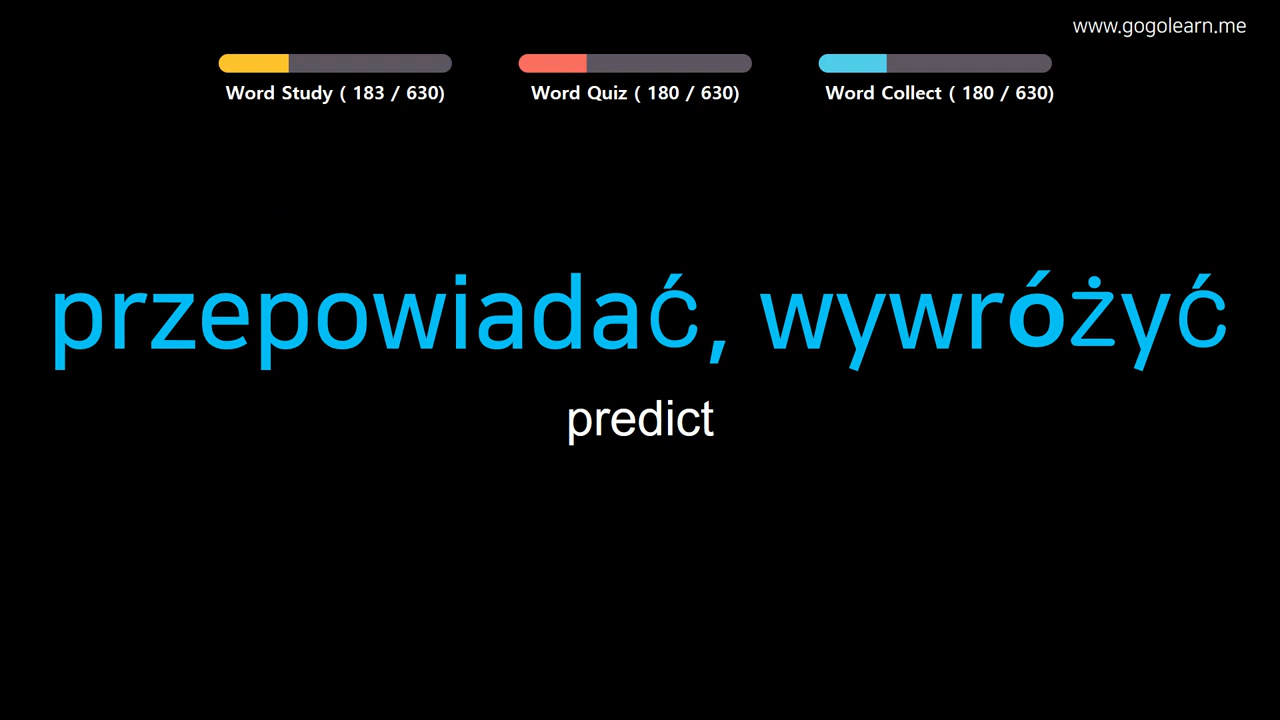 www.gogolearn.me
Word Study ( 183 / 630)
Word Quiz ( 180 / 630)
Word Collect ( 180 / 630)
przepowiadać, wywróżyć
predict